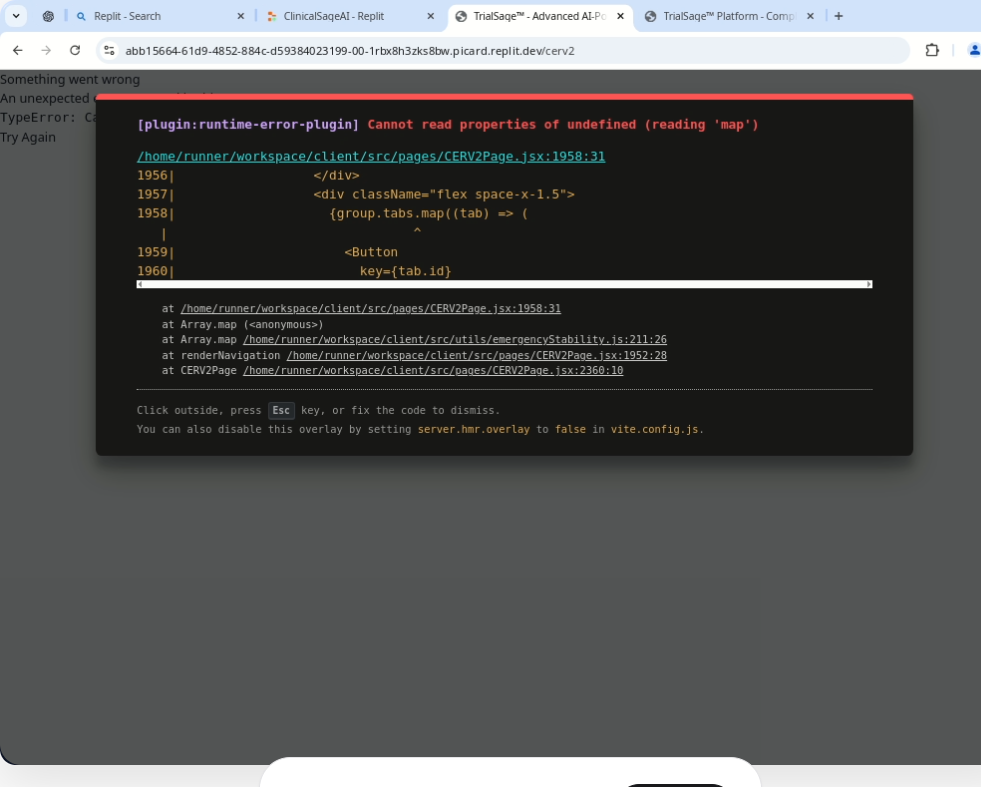 Replit - Search
ClinicalSageAI - Replit
TrialSage™ - Advanced AI-Po
TrialSage™ Platform - Comp
abb15664-61d9-4852-884c-d59384023199-00-1rbx8h3zks8bw.picard.replit.dev/cerv2
Something went wrong
An unexpected
TypeError: Ca
Try Again
[plugin:runtime-error-plugin] Cannot read properties of undefined (reading 'map')
/home/runner/workspace/client/src/pages/CERV2Page.jsx:1958:31
1956| </div>
1957| <div className="flex space-x-1.5">
1958| {group.tabs.map((tab) => (
| ^
1959| <Button
1960| key={tab.id}
at /home/runner/workspace/client/src/pages/CERV2Page.jsx:1958:31
at Array.map (<anonymous>)
at Array.map /home/runner/workspace/client/src/utils/emergencyStability.js:211:26
at renderNavigation /home/runner/workspace/client/src/pages/CERV2Page.jsx:1952:28
at CERV2Page /home/runner/workspace/client/src/pages/CERV2Page.jsx:2360:10
Click outside, press Esc key, or fix the code to dismiss.
You can also disable this overlay by setting server.hmr.overlay to false in vite.config.js.